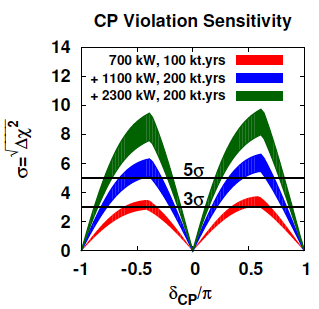 CP Violation Sensitivity
14
12
10
8
6
4
2
0
σ=√Δχ²
700 kW, 100 kt.yrs
+ 1100 kW, 200 kt.yrs
+ 2300 kW, 200 kt.yrs
5σ
3σ
-1 -0.5 0 0.5 1
δCP/π